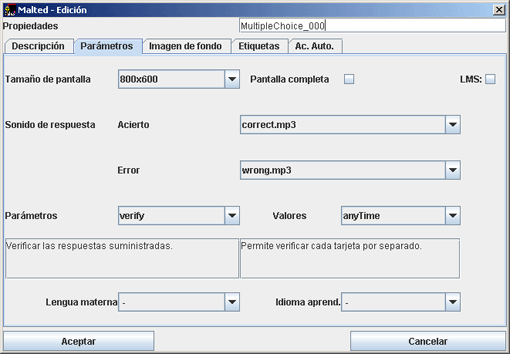 Malted - Edición
Propiedades MultipleChoice_000
Descripción Parámetros Imagen de fondo Etiquetas Ac. Auto.
Tamaño de pantalla 800x600 Pantalla completa LMS:
Sonido de respuesta Acierto correct.mp3
Error wrong.mp3
Parámetros verify Valores anyTime
Verificar las respuestas suministradas. Permite verificar cada tarjeta por separado.
Lengua materna - Idioma aprend. -
Aceptar Cancelar